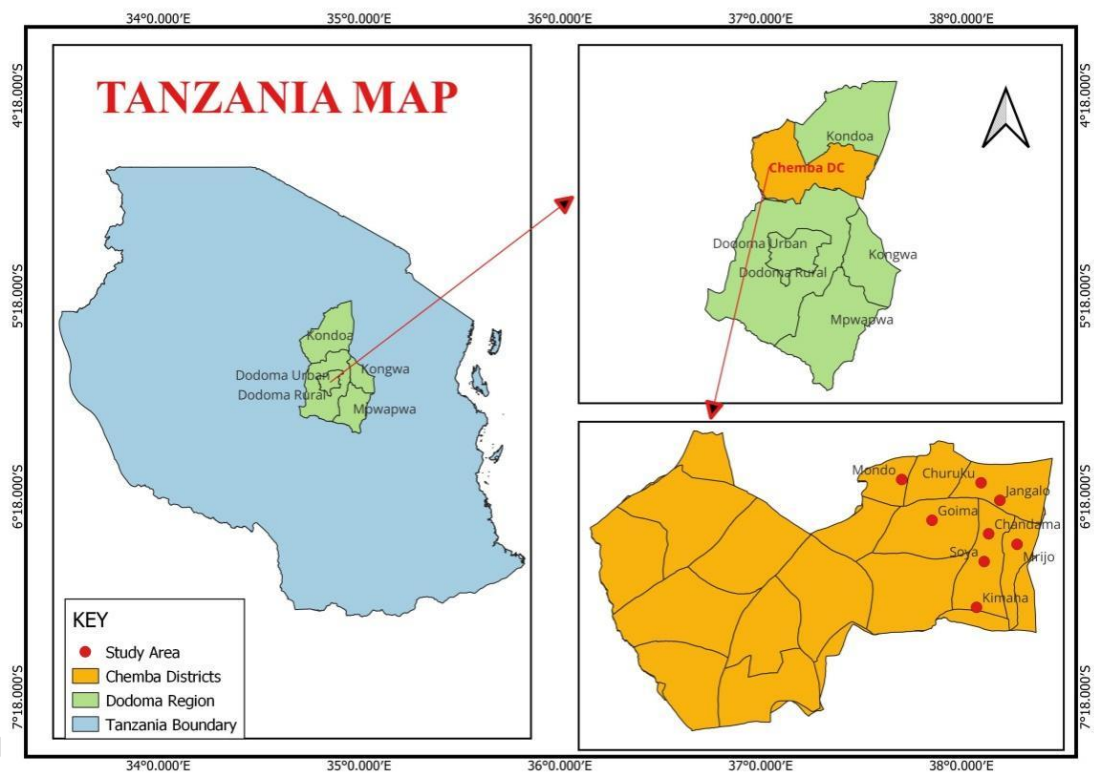 34°0.000'E 35°0.000'E 36°0.000'E 37°0.000'E 38°0.000'E
4°18.000'S
5°18.000'S
6°18.000'S
7°18.000'S
TANZANIA MAP
Kondoa
Dodoma Urban
Kongwa
Dodoma Rural
Mpwapwa
KEY
Study Area
Chemba Districts
Dodoma Region
Tanzania Boundary
Kondoa
Chemba DC
Dodoma Urban
Kongwa
Dodoma Rural
Mpwapwa
Mondo
Churuku
Jangalo
Goima
Chandama
Soya
Mrijo
Kimaha
4°18.000'S
5°18.000'S
6°18.000'S
7°18.000'S
34°0.000'E 35°0.000'E 36°0.000'E 37°0.000'E 38°0.000'E